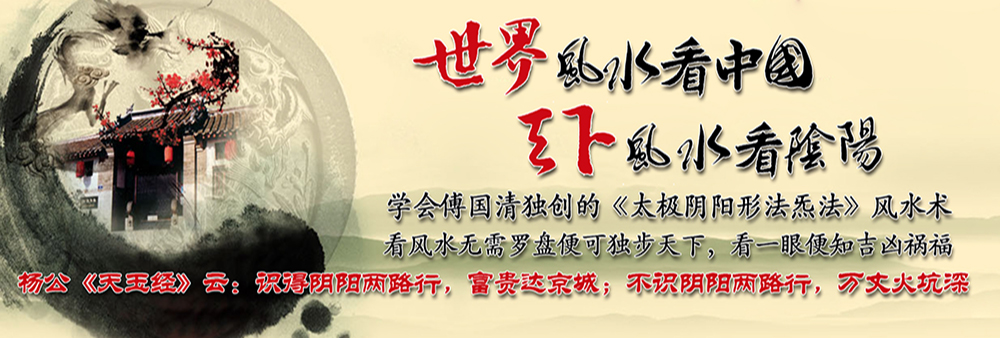 世界風水看中国
天下風水看陰陽
学会傅国清独创的《太极阴阳形法炁法》风水术
看风水无需罗盘便可独步天下，看一眼便知吉凶祸福
杨公《天玉经》云：识得阴阳两路行，富贵达京城；不识阴阳两路行，万丈火坑深